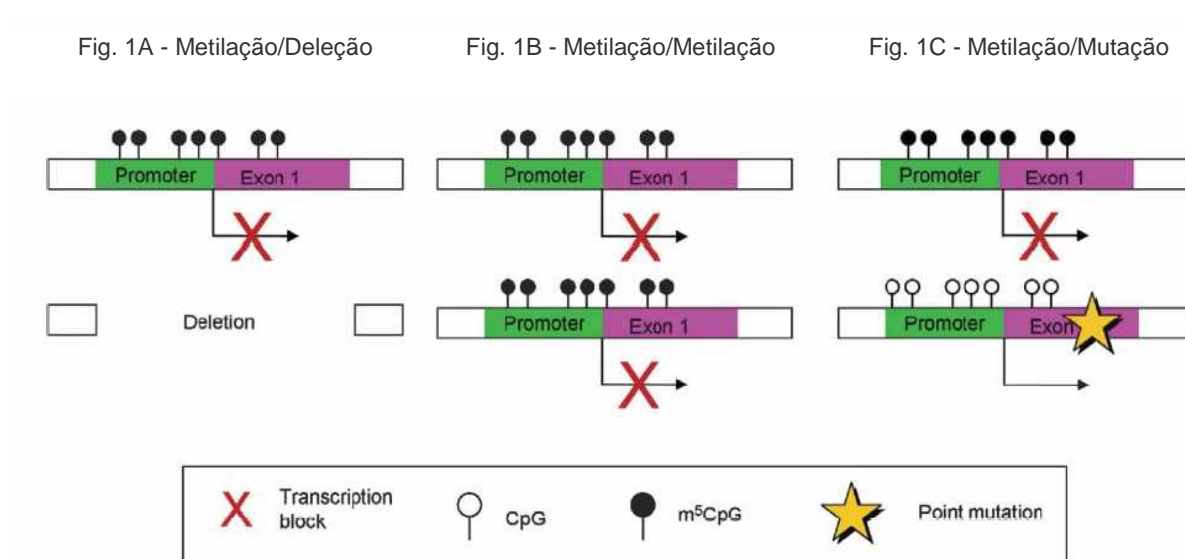 Fig. 1A - Metilação/Deleção
Fig. 1B - Metilação/Metilação
Fig. 1C - Metilação/Mutação
Promoter Exon 1
Promoter Exon 1
Promoter Exon 1
Deletion
Promoter Exon 1
Promoter Exon
X Transcription
block
CpG
m⁵CpG
Point mutation